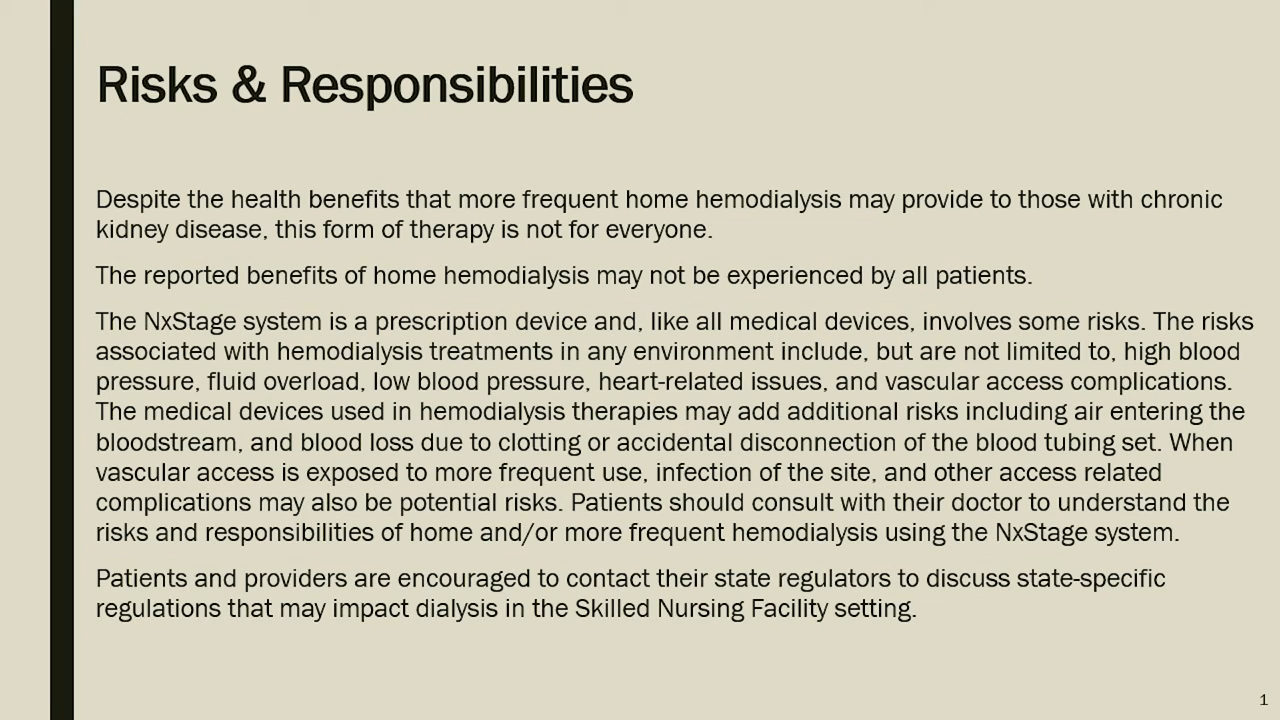 Risks & Responsibilities
Despite the health benefits that more frequent home hemodialysis may provide to those with chronic
kidney disease, this form of therapy is not for everyone.
The reported benefits of home hemodialysis may not be experienced by all patients.
The NxStage system is a prescription device and, like all medical devices, involves some risks. The risks
associated with hemodialysis treatments in any environment include, but are not limited to, high blood
pressure, fluid overload, low blood pressure, heart-related issues, and vascular access complications.
The medical devices used in hemodialysis therapies may add additional risks including air entering the
bloodstream, and blood loss due to clotting or accidental disconnection of the blood tubing set. When
vascular access is exposed to more frequent use, infection of the site, and other access related
complications may also be potential risks. Patients should consult with their doctor to understand the
risks and responsibilities of home and/or more frequent hemodialysis using the NxStage system.
Patients and providers are encouraged to contact their state regulators to discuss state-specific
regulations that may impact dialysis in the Skilled Nursing Facility setting.
1